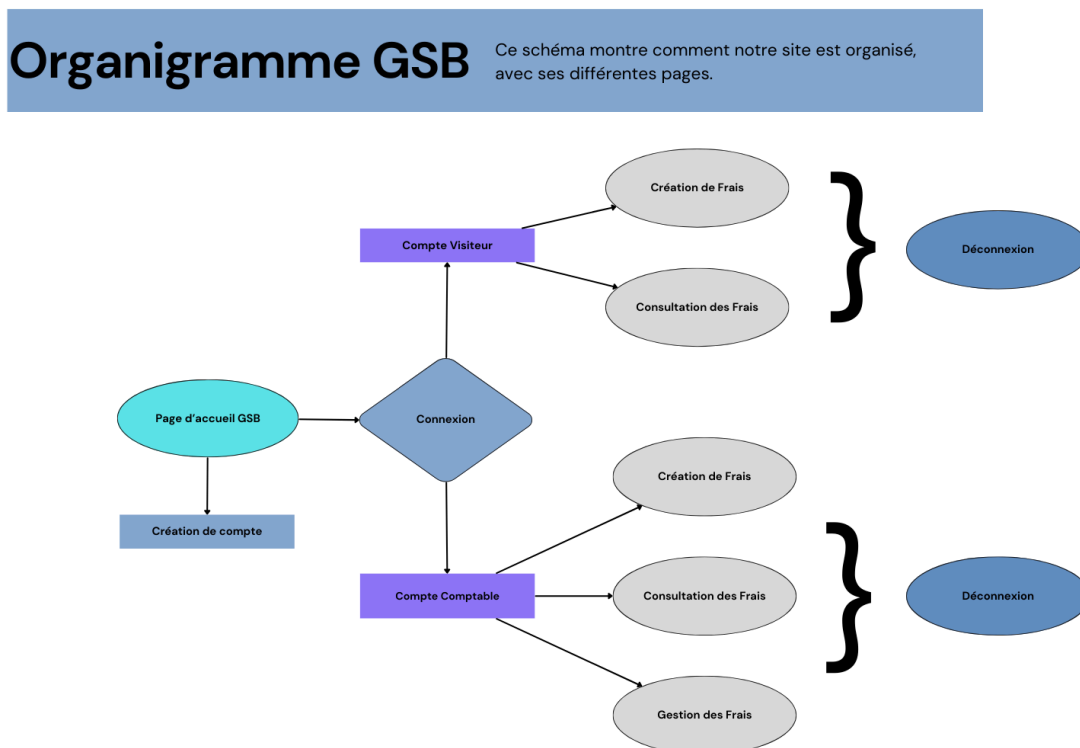 Organigramme GSB
Ce schéma montre comment notre site est organisé,
avec ses différentes pages.
Création de Frais
Compte Visiteur
Déconnexion
Consultation des Frais
Page d'accueil GSB
Connexion
Création de compte
Création de Frais
Compte Comptable
Consultation des Frais
Déconnexion
Gestion des Frais